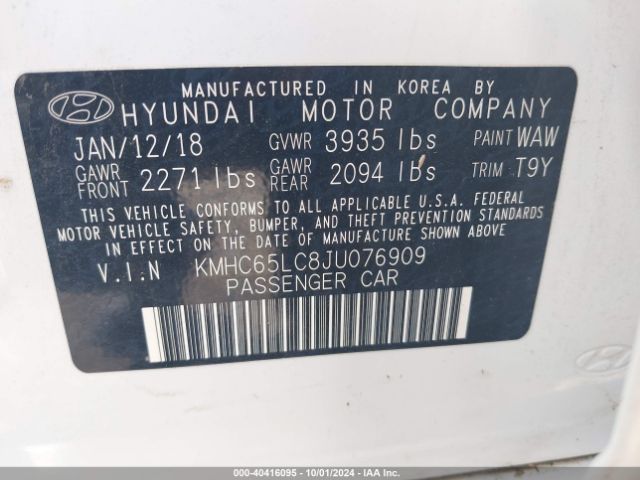 MANUFACTURED IN KOREA BY
HYUNDAI MOTOR COMPANY
JAN/12/18 GVWR 3935 lbs PAINT WAW
GAWR FRONT 2271 lbs GAWR REAR 2094 lbs TRIM T9Y
THIS VEHICLE CONFORMS TO ALL APPLICABLE U.S.A. FEDERAL
MOTOR VEHICLE SAFETY, BUMPER, AND THEFT PREVENTION STANDARDS
IN EFFECT ON THE DATE OF MANUFACTURE SHOWN ABOVE.
V.I.N KMHC65LC8JU076909
PASSENGER CAR
000-40416095 - 10/01/2024 - IAAI.COM